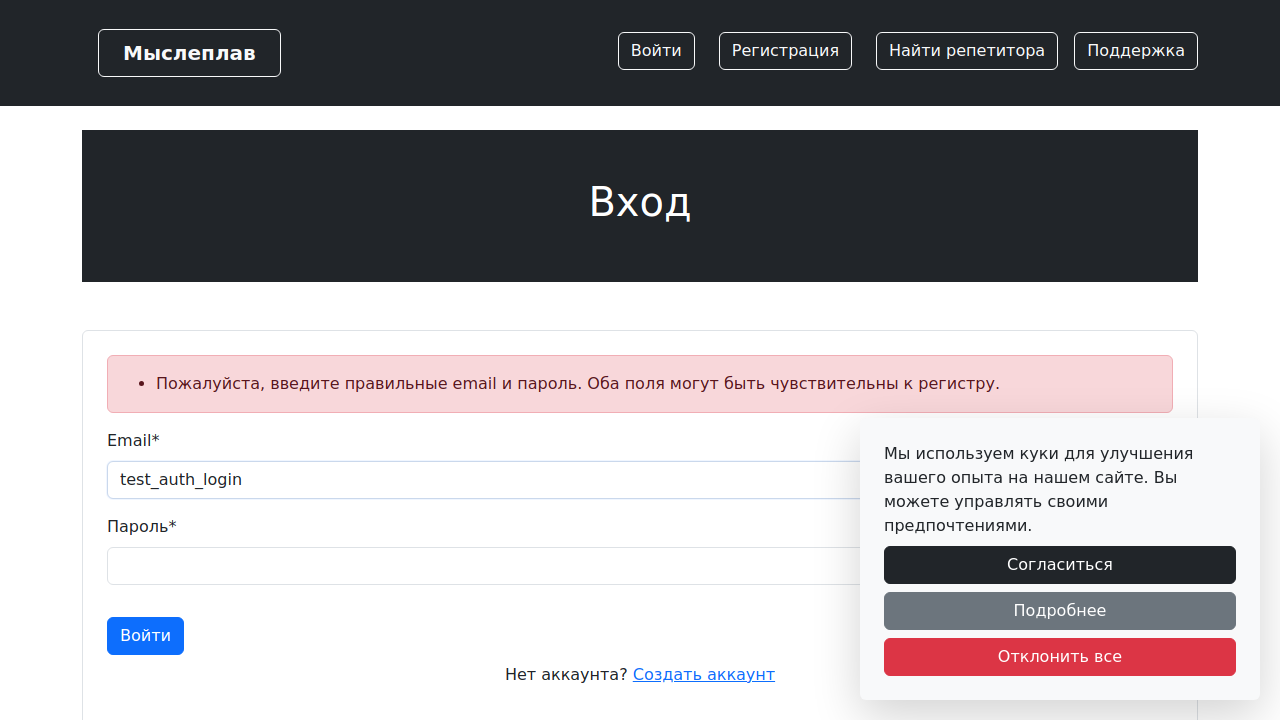 Мыслеплав
Войти
Регистрация
Найти репетитора
Поддержка
Вход
Пожалуйста, введите правильные email и пароль. Оба поля могут быть чувствительны к регистру.
Email*
test_auth_login
Пароль*
Войти
Нет аккаунта? Создать аккаунт
Мы используем куки для улучшения
вашего опыта на нашем сайте. Вы
можете управлять своими
предпочтениями.
Согласиться
Подробнее
Отклонить все